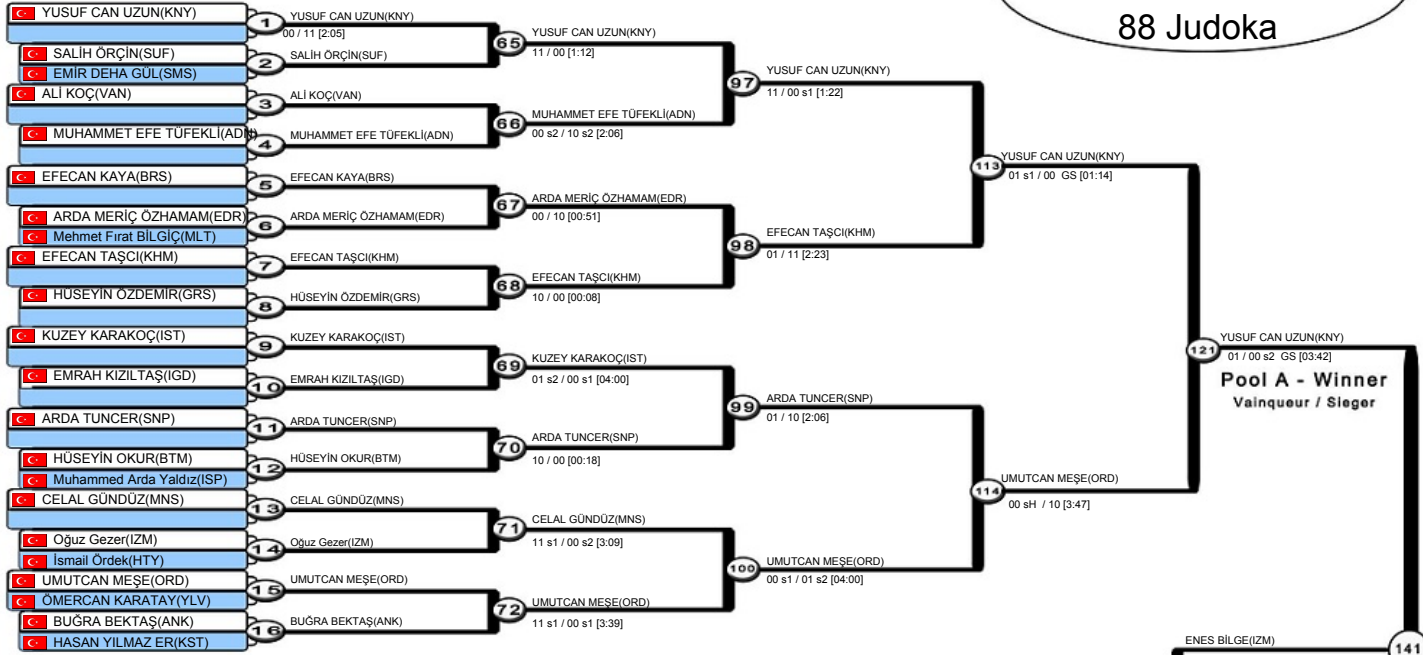 88 Judoka
YUSUF CAN UZUN(KNY)
SALİH ÖRÇİN(SUF)
EMİR DEHA GÜL(SMS)
ALİ KOÇ(VAN)
MUHAMMET EFE TÜFEKLİ(ADN)
EFECAN KAYA(BRS)
ARDA MERİÇ ÖZHAMAM(EDR)
Mehmet Fırat BİLGİÇ(MLT)
EFECAN TAŞCI(KHM)
HÜSEYİN ÖZDEMİR(GRS)
KUZEY KARAKOÇ(IST)
EMRAH KIZILTAŞ(IGD)
ARDA TUNCER(SNP)
HÜSEYİN OKUR(BTM)
Muhammed Arda Yaldız(ISP)
CELAL GÜNDÜZ(MNS)
Oğuz Gezer(IZM)
İsmail Ördek(HTY)
UMUTCAN MEŞE(ORD)
ÖMERCAN KARATAY(YLV)
BUĞRA BEKTAŞ(ANK)
HASAN YILMAZ ER(KST)
1 YUSUF CAN UZUN(KNY)
00 / 11 [2:05]
2 SALİH ÖRÇİN(SUF)
3 ALİ KOÇ(VAN)
4 MUHAMMET EFE TÜFEKLİ(ADN)
5 EFECAN KAYA(BRS)
6 ARDA MERİÇ ÖZHAMAM(EDR)
7 EFECAN TAŞCI(KHM)
8 HÜSEYİN ÖZDEMİR(GRS)
9 KUZEY KARAKOÇ(IST)
10 EMRAH KIZILTAŞ(IGD)
11 ARDA TUNCER(SNP)
12 HÜSEYİN OKUR(BTM)
13 CELAL GÜNDÜZ(MNS)
14 Oğuz Gezer(IZM)
15 UMUTCAN MEŞE(ORD)
16 BUĞRA BEKTAŞ(ANK)
65 YUSUF CAN UZUN(KNY)
11 / 00 [1:12]
66 MUHAMMET EFE TÜFEKLİ(ADN)
00 s2 / 10 s2 [2:06]
67 ARDA MERİÇ ÖZHAMAM(EDR)
00 / 10 [00:51]
68 EFECAN TAŞCI(KHM)
10 / 00 [00:08]
69 KUZEY KARAKOÇ(IST)
01 s2 / 00 s1 [04:00]
70 ARDA TUNCER(SNP)
10 / 00 [00:18]
71 CELAL GÜNDÜZ(MNS)
11 s1 / 00 s2 [3:09]
72 UMUTCAN MEŞE(ORD)
11 s1 / 00 s1 [3:39]
97 YUSUF CAN UZUN(KNY)
11 / 00 s1 [1:22]
98 EFECAN TAŞCI(KHM)
01 / 11 [2:23]
99 ARDA TUNCER(SNP)
01 / 10 [2:06]
100 UMUTCAN MEŞE(ORD)
00 s1 / 01 s2 [04:00]
113 YUSUF CAN UZUN(KNY)
01 s1 / 00 GS [01:14]
114 UMUTCAN MEŞE(ORD)
00 sH / 10 [3:47]
121 YUSUF CAN UZUN(KNY)
01 / 00 s2 GS [03:42]
Pool A - Winner
Vainqueur / Sieger
ENES BİLGE(IZM)
141